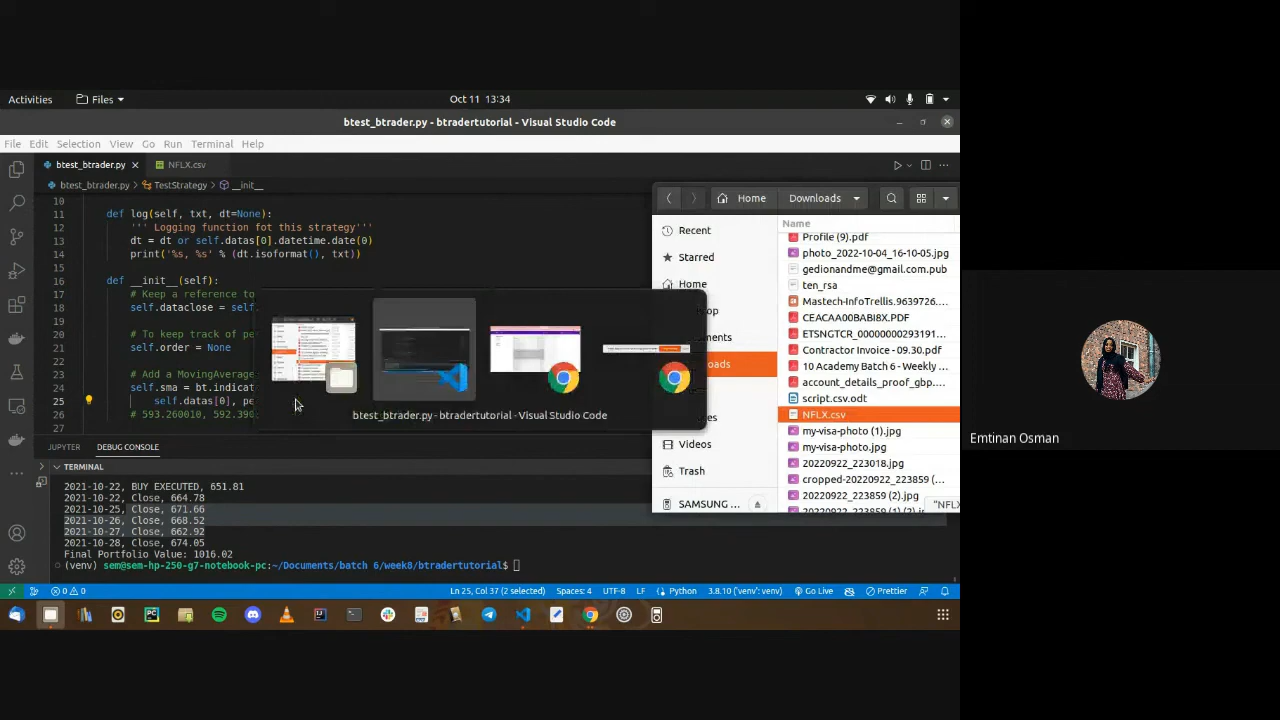 Activities
Files
Oct 11 13:34
btest_btrader.py - btradertutorial - Visual Studio Code
File Edit Selection View Go Run Terminal Help
btest_btrader.py
NFLX.csv
btest_btrader.py > TestStrategy > __init__
10
11 def log(self, txt, dt=None):
12 ''' Logging function fot this strategy'''
13 dt = dt or self.datas[0].datetime.date(0)
14 print('%s, %s' % (dt.isoformat(), txt))
15
16 def __init__(self):
17 # Keep a reference to
18 self.dataclose = self.
19
20 # To keep track of pe
21 self.order = None
22
23 # Add a MovingAverage
24 self.sma = bt.indicat
25 self.datas[0], pe
26 # 593.260010, 592.390
27
btest_btrader.py - btradertutorial - Visual Studio Code
JUPYTER DEBUG CONSOLE
TERMINAL
2021-10-22, BUY EXECUTED, 651.81
2021-10-22, Close, 664.78
2021-10-25, Close, 671.66
2021-10-26, Close, 668.52
2021-10-27, Close, 662.92
2021-10-28, Close, 674.05
Final Portfolio Value: 1016.02
(venv) sem@sem-hp-250-g7-notebook-pc:~/Documents/batch 6/week8/btradertutorial$
0 0
Ln 25, Col 37 (2 selected) Spaces: 4 UTF-8 LF Python 3.8.10 ('venv': venv) Go Live Prettier
Home Downloads
Recent
Starred
Home
Videos
Trash
SAMSUNG ...
Name
Profile (9).pdf
photo_2022-10-04_16-10-05.jpg
gedionandme@gmail.com.pub
ten_rsa
Mastech-InfoTrellis.9639726...
CEACAA00BABI8X.PDF
ETSNGTCR_00000000293191...
Contractor Invoice - 09.30.pdf
10 Academy Batch 6 - Weekly ...
account_details_proof_gbp....
script.csv.odt
NFLX.csv
my-visa-photo (1).jpg
my-visa-photo.jpg
20220922_223018.jpg
cropped-20220922_223859 (...
20220922_223859 (2).jpg
20220922_223859 (1) (2).jpg
"NFLX
Emtinan Osman